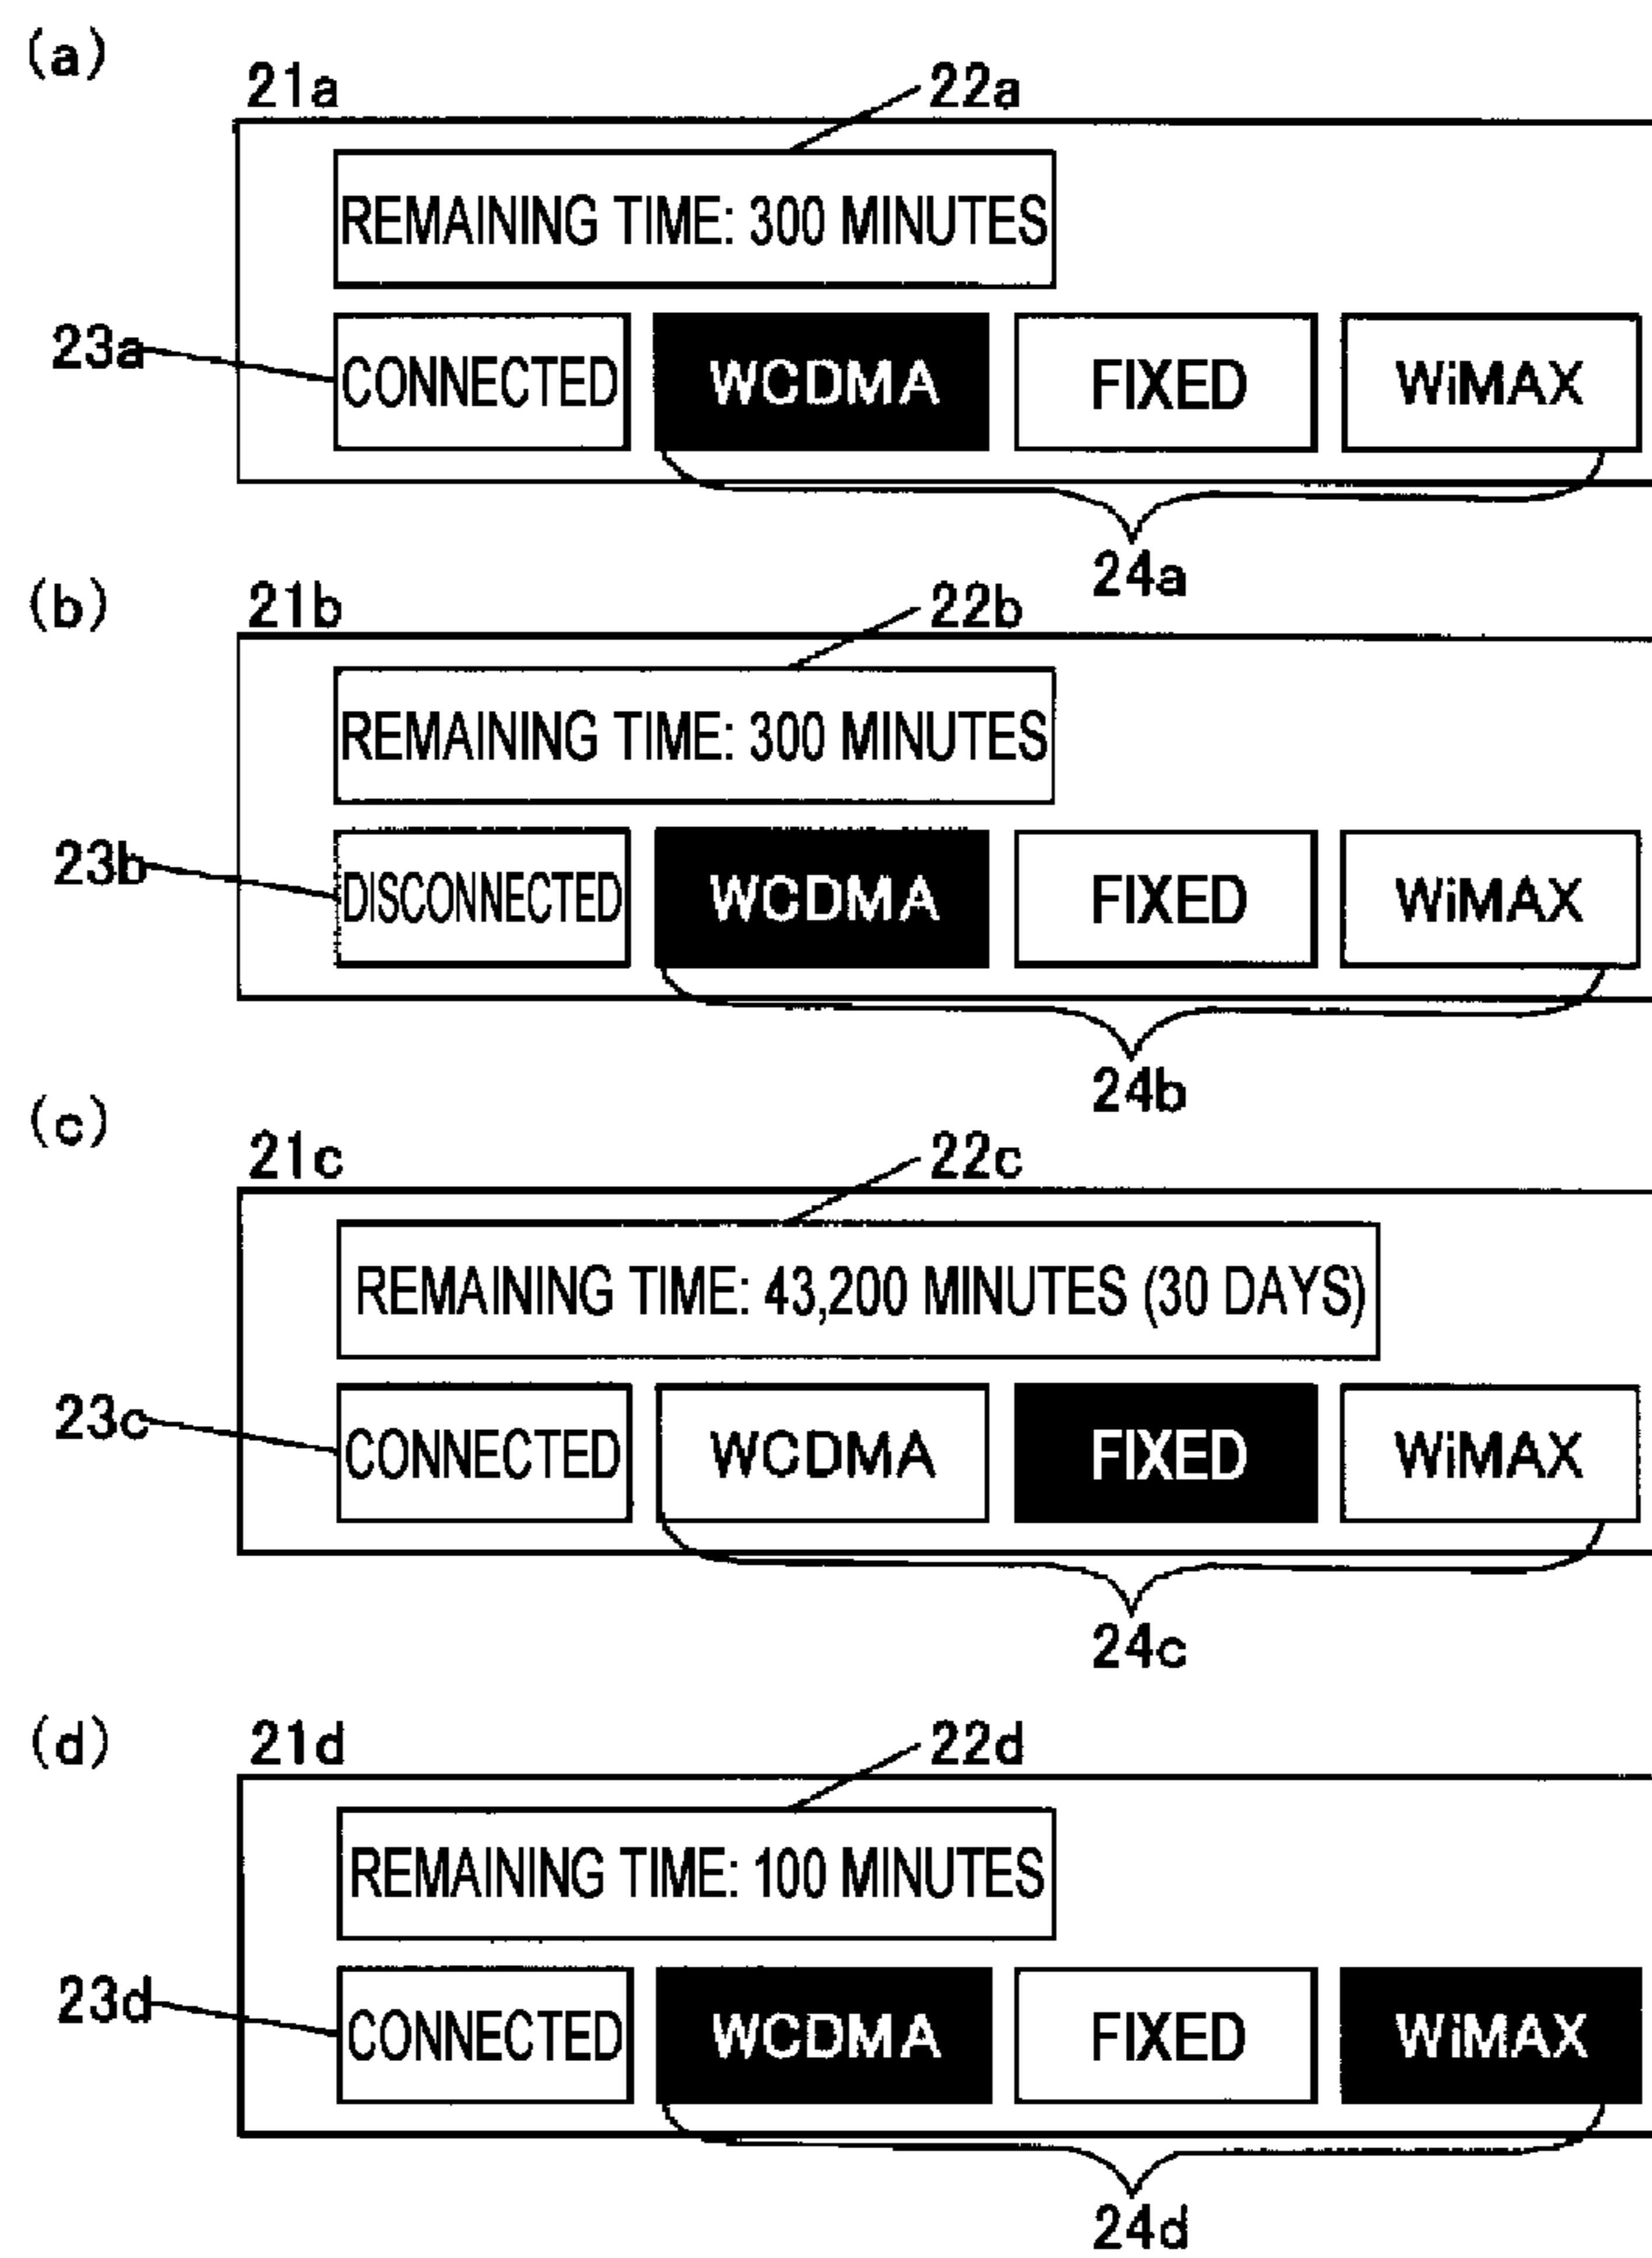 (a)
21a 22a
REMAINING TIME: 300 MINUTES
23a CONNECTED WCDMA FIXED WiMAX
24a
(b) 21b 22b
REMAINING TIME: 300 MINUTES
23b DISCONNECTED WCDMA FIXED WiMAX
24b
(c)
21c 22c
REMAINING TIME: 43,200 MINUTES (30 DAYS)
23c CONNECTED WCDMA FIXED WiMAX
24c
(d) 21d 22d
REMAINING TIME: 100 MINUTES
23d CONNECTED WCDMA FIXED WiMAX
24d